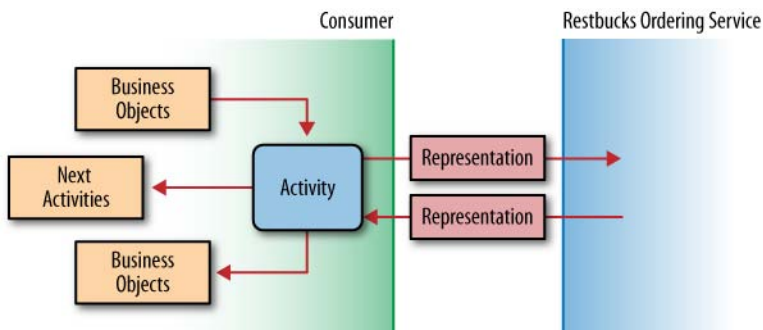 Consumer
Restbucks Ordering Service
Business
Objects
Representation
Next
Activities
Activity
Representation
Business
Objects